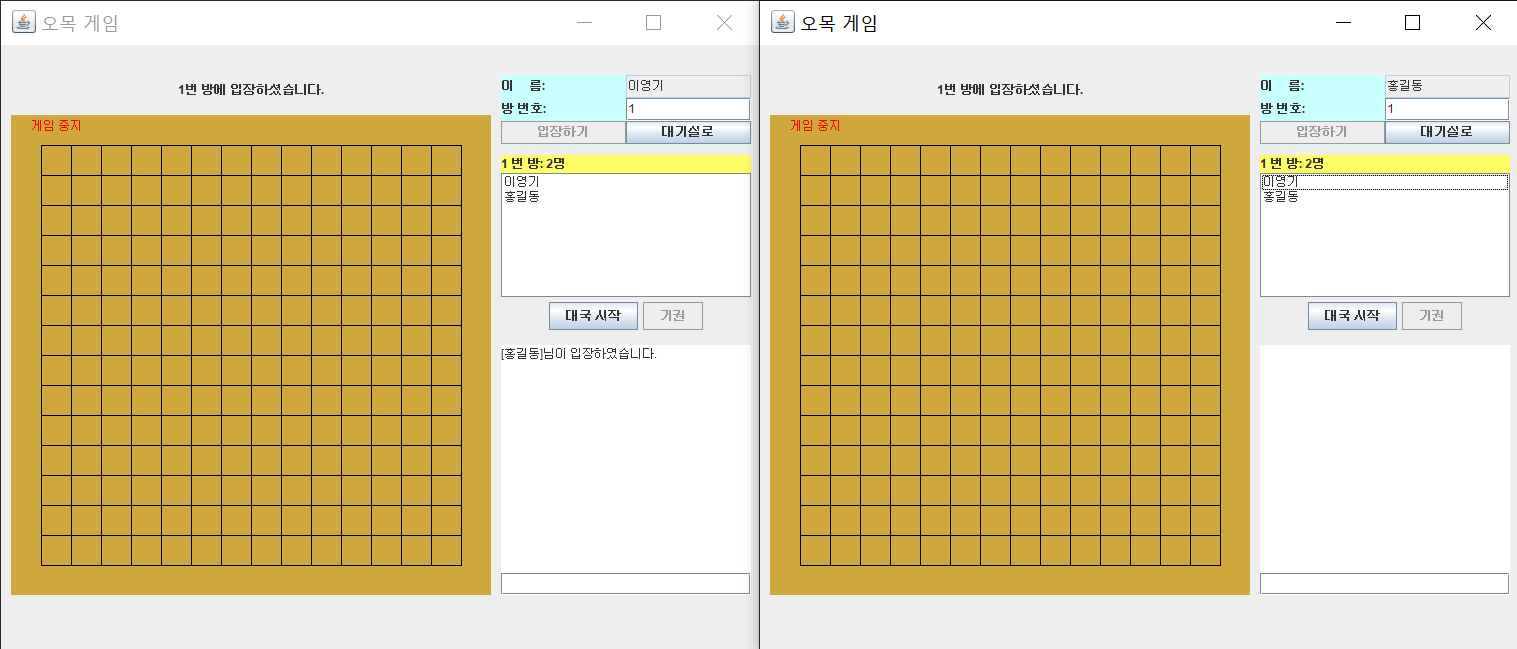 오목 게임
1번 방에 입장하셨습니다.
게임 중지
이 름: 이영기
방 번호: 1
입장하기 대기실로
1 번 방: 2명
이영기
홍길동
대국 시작 기권
[홍길동]님이 입장하였습니다.
오목 게임
1번 방에 입장하셨습니다.
게임 중지
이 름: 홍길동
방 번호: 1
입장하기 대기실로
1 번 방: 2명
이영기
홍길동
대국 시작 기권